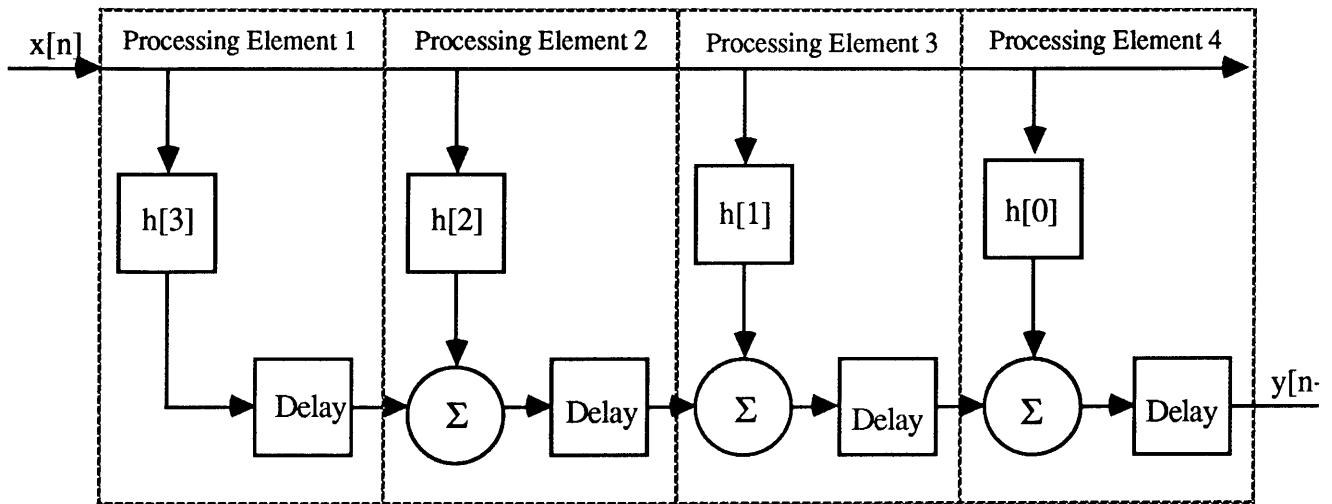 x[n]
Processing Element 1
Processing Element 2
Processing Element 3
Processing Element 4
h[3]
h[2]
h[1]
h[0]
Delay
Σ
Delay
Σ
Delay
Σ
Delay
y[n-